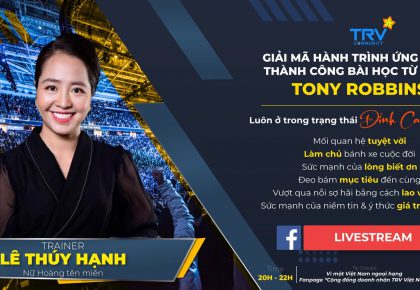 TRV
COMMUNITY
GIẢI MÃ HÀNH TRÌNH ỨNG
THÀNH CÔNG BÀI HỌC TỪ
TONY ROBBINS
Luôn ở trong trạng thái Đỉnh
Mối quan hệ tuyệt vời
Làm chủ bánh xe cuộc đời
Sức mạnh của lòng biết ơn
Đeo bám mục tiêu đến cùng
Vượt qua nỗi sợ hãi bằng cách lao
Sức mạnh của niềm tin & ý thức giá
TRAINER
LÊ THÚY HẠNH
Nữ Hoàng tên miền
f LIVESTREAM
Time
20H - 22H
Tại Group:
Vì một Việt Nam ngoại hạng
Fanpage "Cộng đồng doanh nhân TRV Việt